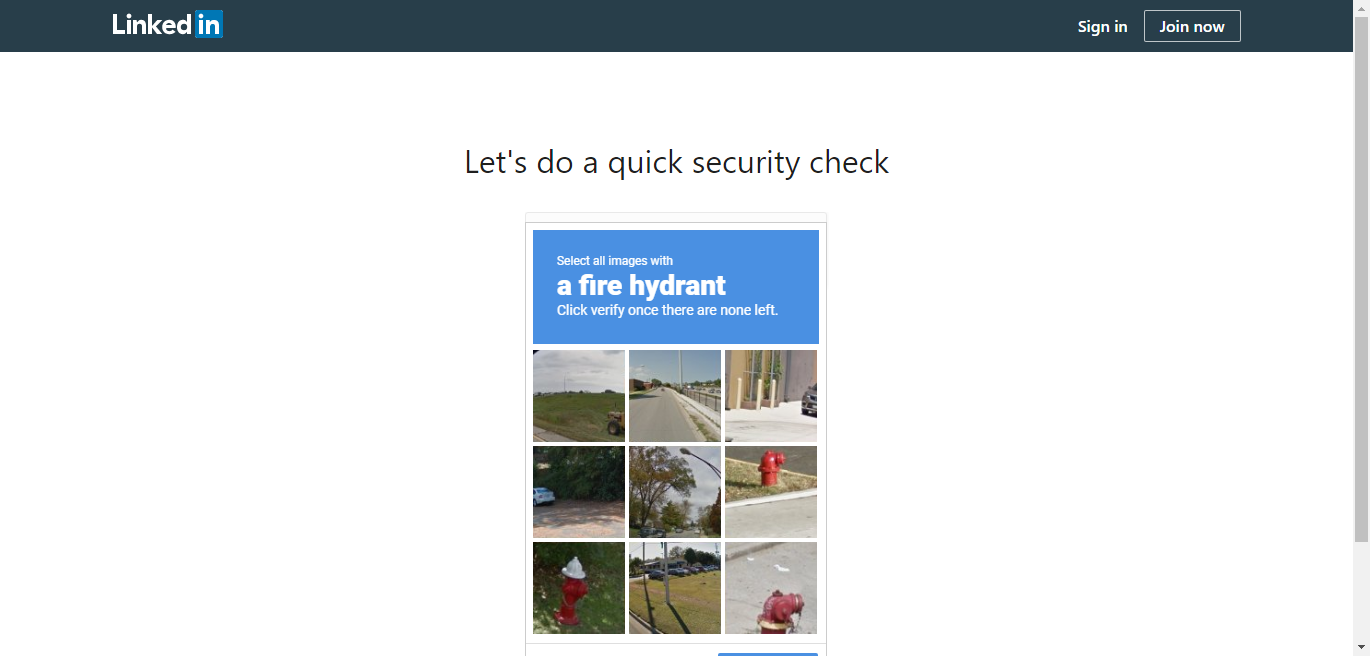 Linked in
Sign in
Join now
Let's do a quick security check
Select all images with
a fire hydrant
Click verify once there are none left.